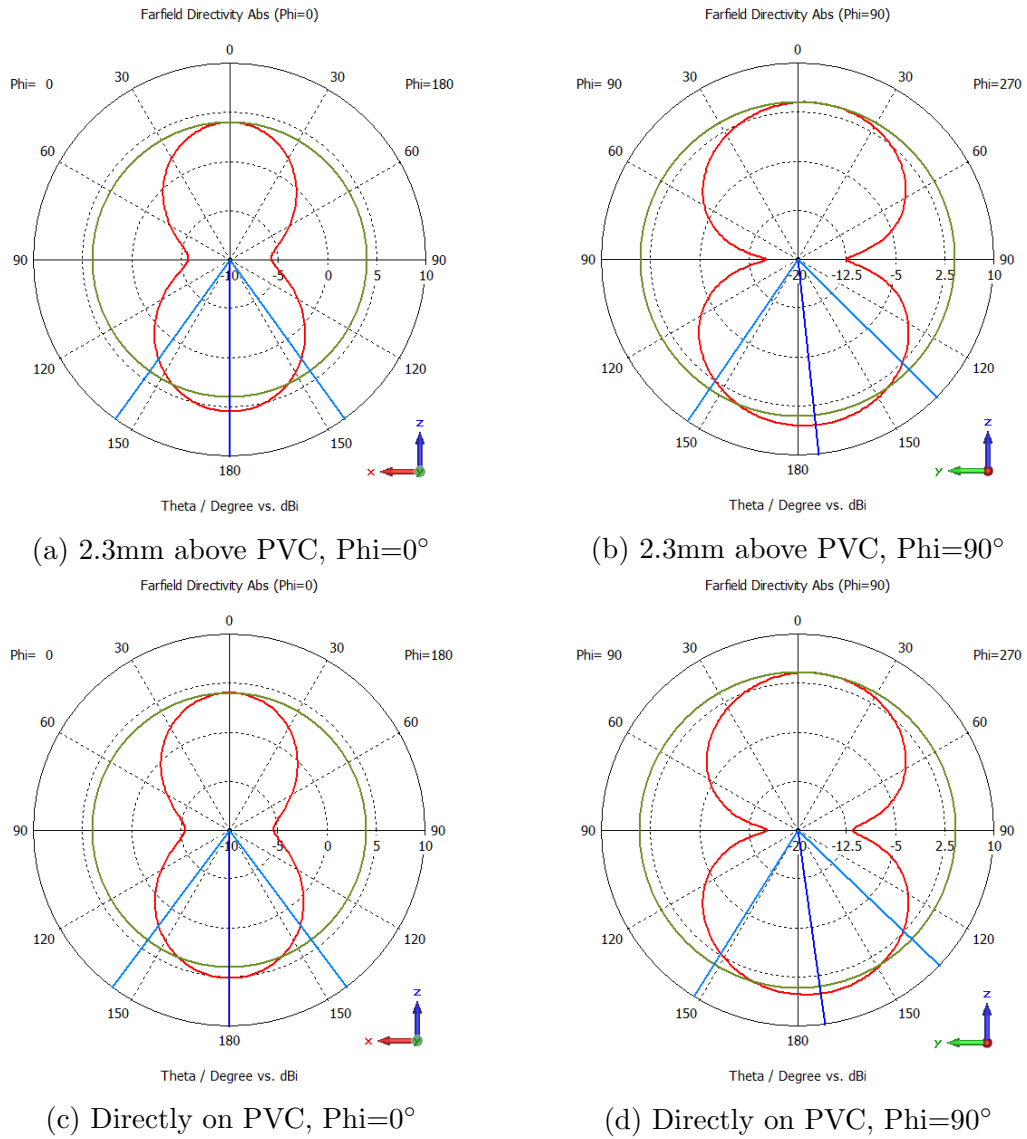 Farfield Directivity Abs (Phi=0)
0
30 30
Phi= 0 Phi=180
60 60
90 -10 -5 0 5 10 90
120 120
150 150
180
z
x y
Theta / Degree vs. dBi
(a) 2.3mm above PVC, Phi=0°
Farfield Directivity Abs (Phi=90)
0
30 30
Phi= 90 Phi=270
60 60
90 -20 -12.5 -5 2.5 10 90
120 120
150 150
180
z
y
Theta / Degree vs. dBi
(b) 2.3mm above PVC, Phi=90°
Farfield Directivity Abs (Phi=0)
0
30 30
Phi= 0 Phi=180
60 60
90 -10 -5 0 5 10 90
120 120
150 150
180
z
x y
Theta / Degree vs. dBi
(c) Directly on PVC, Phi=0°
Farfield Directivity Abs (Phi=90)
0
30 30
Phi= 90 Phi=270
60 60
90 -20 -12.5 -5 2.5 10 90
120 120
150 150
180
z
y
Theta / Degree vs. dBi
(d) Directly on PVC, Phi=90°